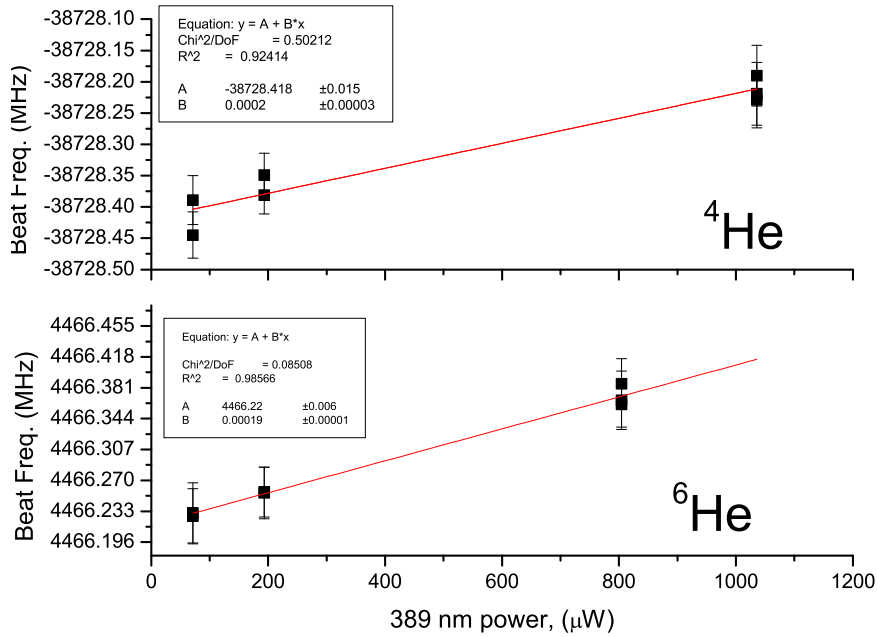 Beat Freq. (MHz)
-38728.10
-38728.15
-38728.20
-38728.25
-38728.30
-38728.35
-38728.40
-38728.45
-38728.50
Equation: y = A + B*x
Chi^2/DoF = 0.50212
R^2 = 0.92414
A -38728.418 ±0.015
B 0.0002 ±0.00003
4He
Beat Freq. (MHz)
4466.455
4466.418
4466.381
4466.344
4466.307
4466.270
4466.233
4466.196
Equation: y = A + B*x
Chi^2/DoF = 0.08508
R^2 = 0.98566
A 4466.22 ±0.006
B 0.00019 ±0.00001
6He
0 200 400 600 800 1000 1200
389 nm power, (μW)